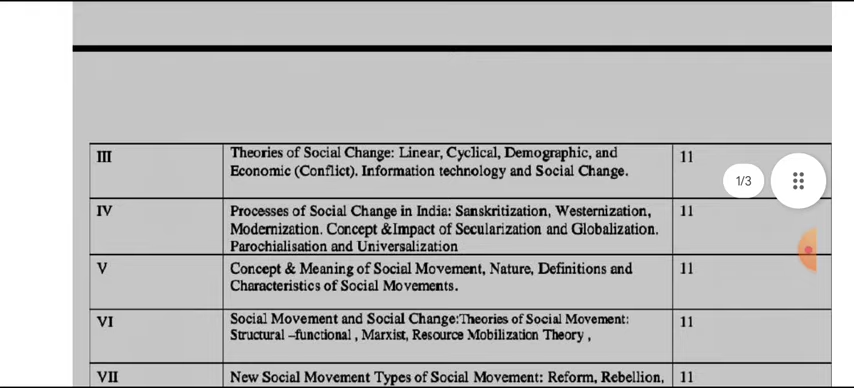 III
Theories of Social Change: Linear, Cyclical, Demographic, and
Economic (Conflict). Information technology and Social Change.
11
1/3
IV
Processes of Social Change in India: Sanskritization, Westernization,
Modernization. Concept &Impact of Secularization and Globalization.
Parochialisation and Universalization
11
V
Concept & Meaning of Social Movement, Nature, Definitions and
Characteristics of Social Movements.
11
VI
Social Movement and Social Change:Theories of Social Movement:
Structural –functional , Marxist, Resource Mobilization Theory ,
11
VII
New Social Movement Types of Social Movement: Reform, Rebellion,
11